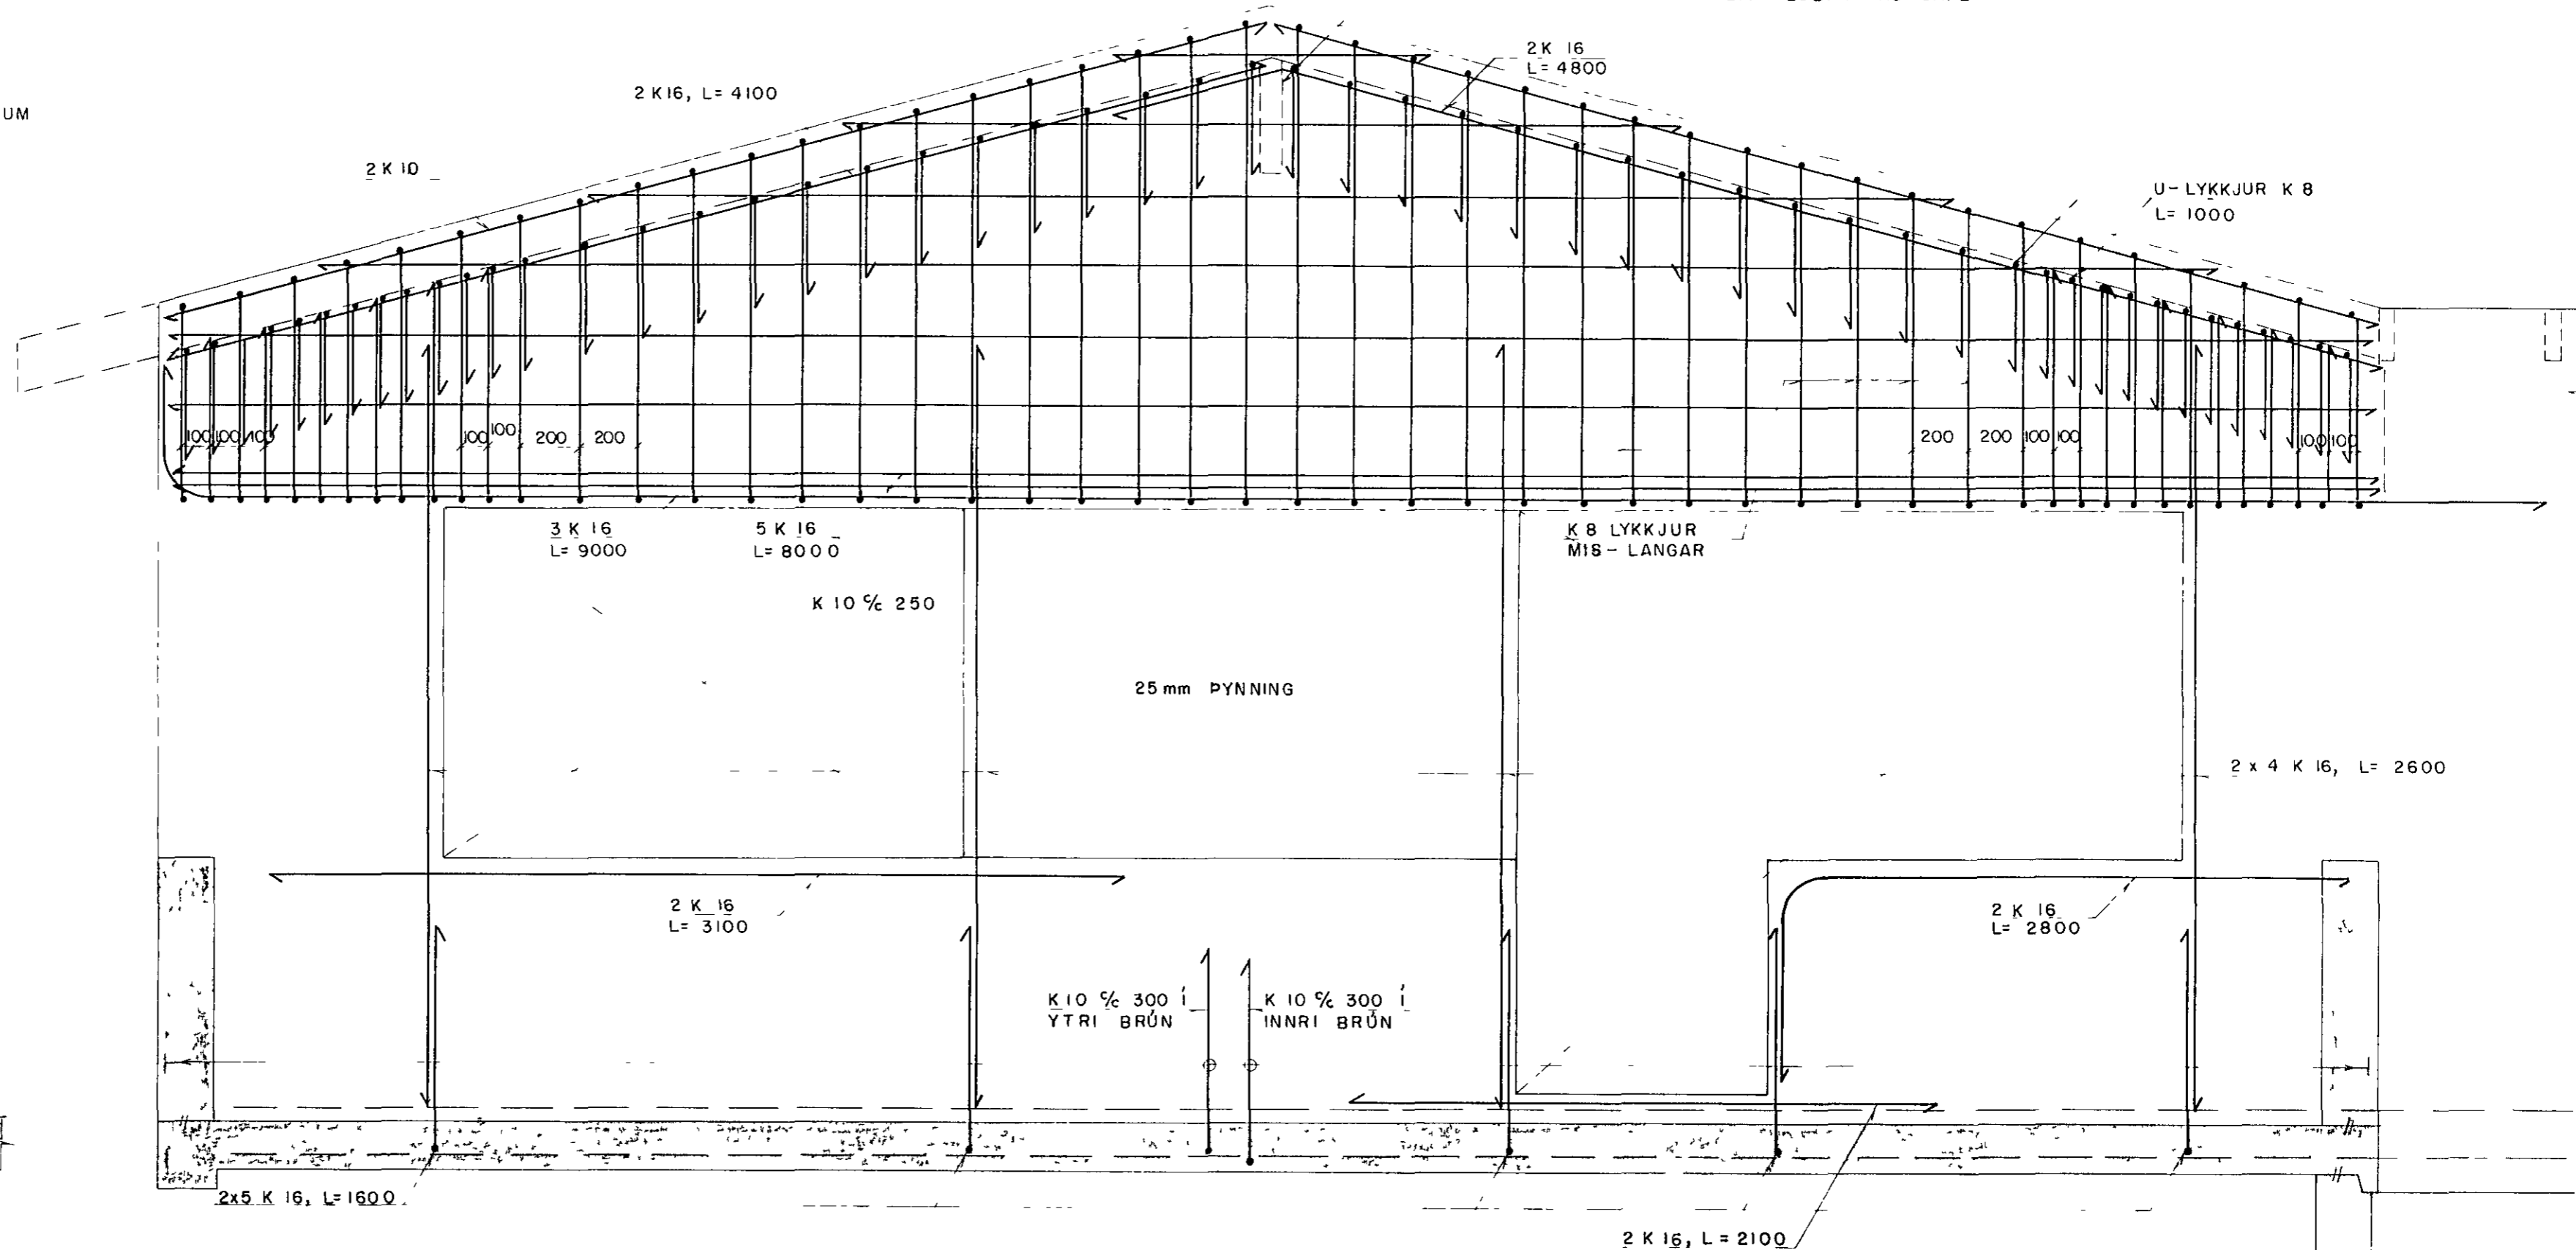 2 K 16
L= 4800
2 K16, L= 4100
UM
2 K 10
U-LYKKJUR K 8
L= 1000
100 100 100
100 100 200 200
200 200 100 100
100 100
3 K 16
L= 9000
5 K 16
L= 8000
K 8 LYKKJUR
MIS-LANGAR
K 10 c/c 250
25 mm ÞYNNING
2 x 4 K 16, L= 2600
2 K 16
L= 3100
2 K 16
L= 2800
K 10 c/c 300 Í
YTRI BRÚN
K 10 c/c 300 Í
INNRI BRÚN
2x5 K 16, L=1600
2 K 16, L= 2100